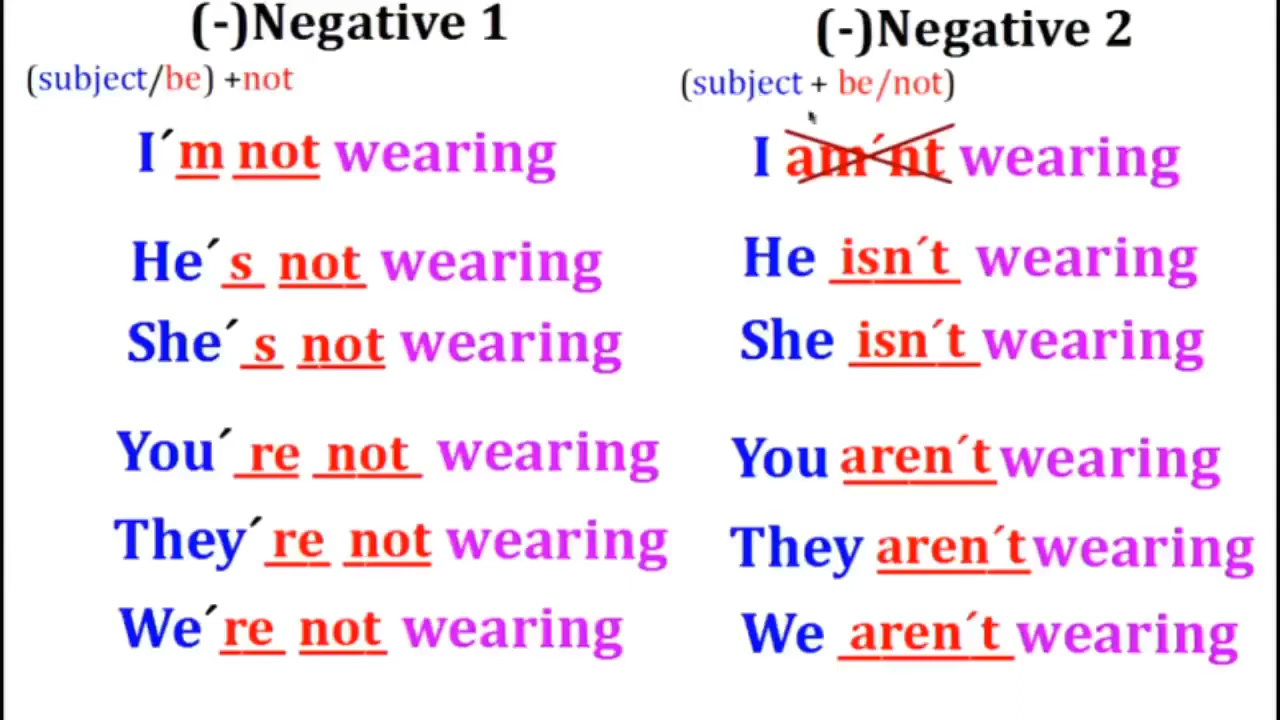 (-)Negative 1
(subject/be) +not
I´m not wearing
He´s not wearing
She´s not wearing
You´re not wearing
They´re not wearing
We´re not wearing
(-)Negative 2
(subject + be/not)
I am´nt wearing
He isn´t wearing
She isn´t wearing
You aren´t wearing
They aren´t wearing
We aren´t wearing